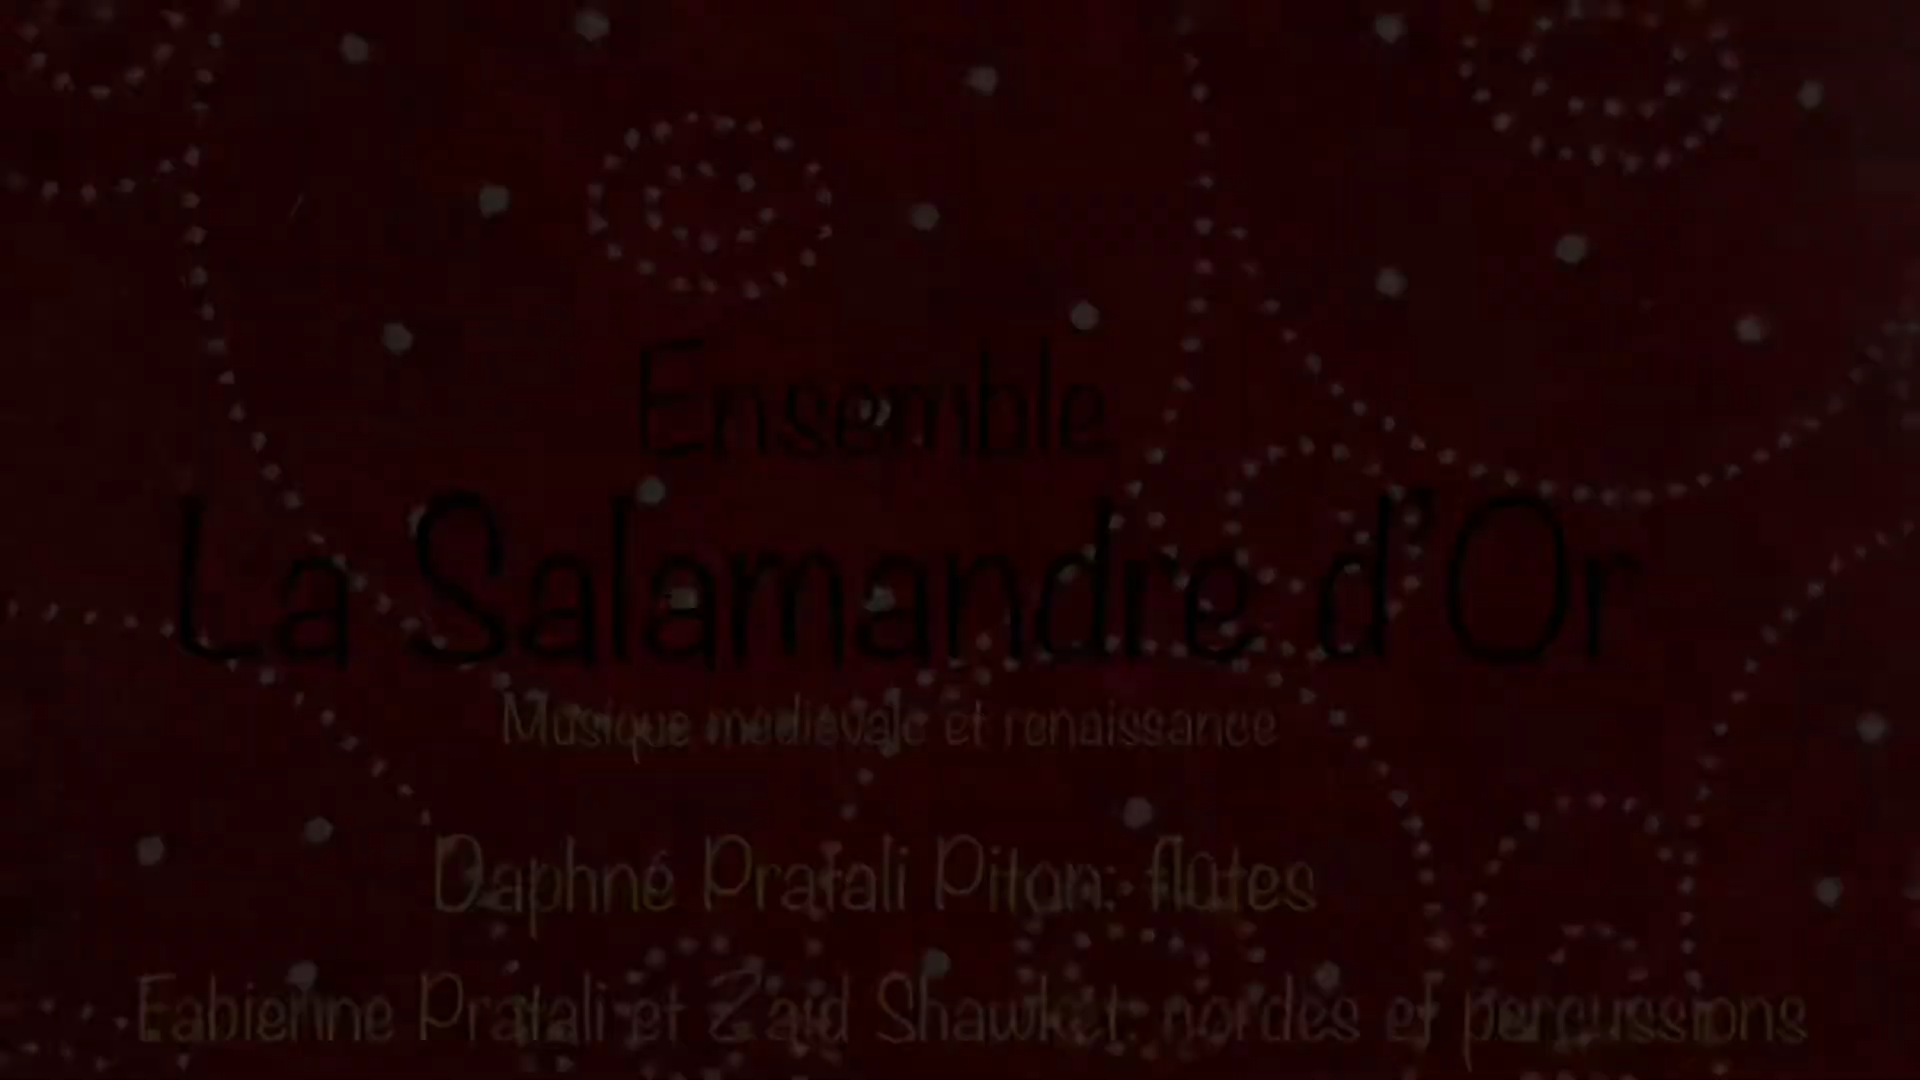 Ensemble
La Salamandre d'Or
Musique médiévale et renaissance
Daphné Pratali Piton: flûtes
Fabienne Pratali et Zaïd Shawket: cordes et percussions